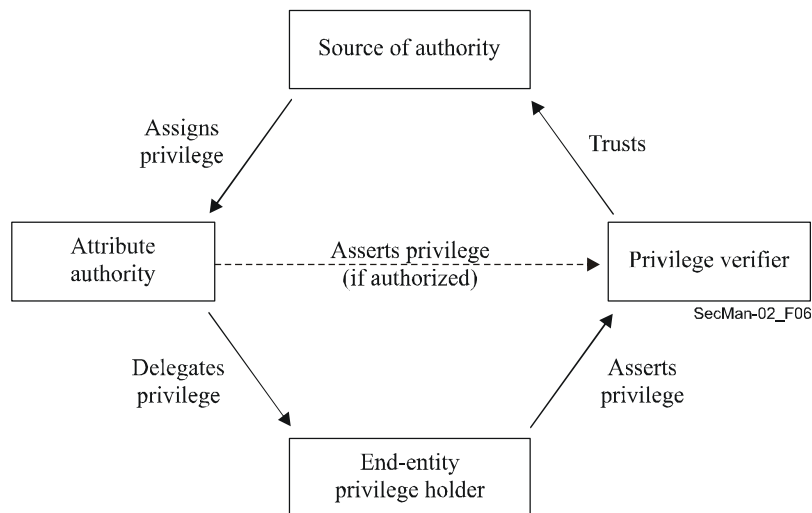 Source of authority
Assigns
privilege
Trusts
Attribute
authority
Asserts privilege
(if authorized)
Privilege verifier
SecMan-02_F06
Delegates
privilege
Asserts
privilege
End-entity
privilege holder